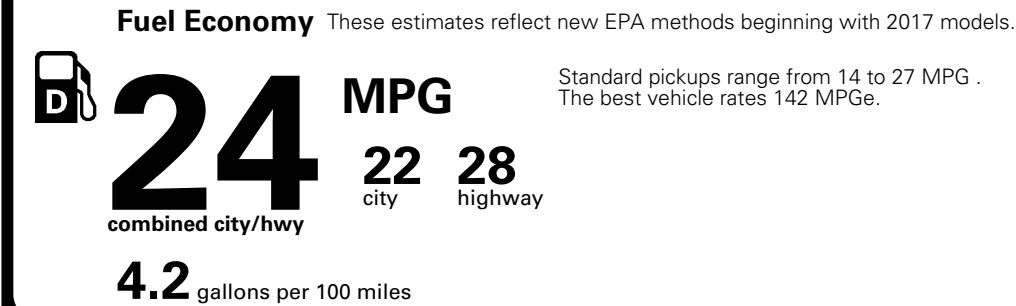 Fuel Economy These estimates reflect new EPA methods beginning with 2017 models.
D
24
MPG
Standard pickups range from 14 to 27 MPG .
The best vehicle rates 142 MPGe.
22 28
city highway
combined city/hwy
4.2 gallons per 100 miles